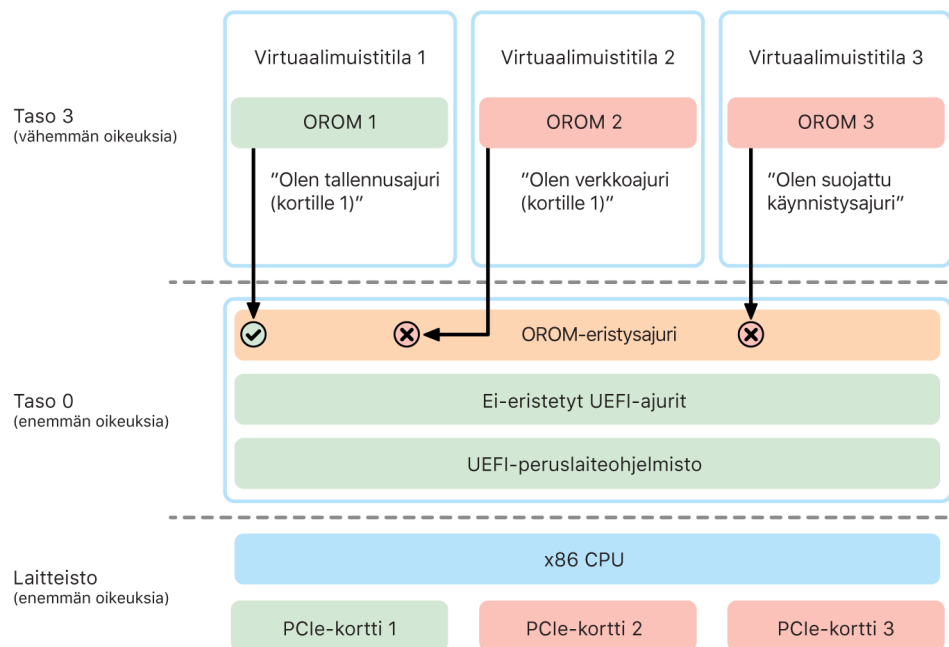 Virtuaalimuistitila 1
Virtuaalimuistitila 2
Virtuaalimuistitila 3
Taso 3
(vähemmän oikeuksia)
OROM 1
OROM 2
OROM 3
”Olen tallennusajuri
(kortille 1)”
”Olen verkkoajuri
(kortille 1)”
”Olen suojattu
käynnistysajuri”
OROM-eristysajuri
Taso 0
(enemmän oikeuksia)
Ei-eristetyt UEFI-ajurit
UEFI-peruslaiteohjelmisto
Laitteisto
(enemmän oikeuksia)
x86 CPU
PCIe-kortti 1
PCIe-kortti 2
PCIe-kortti 3